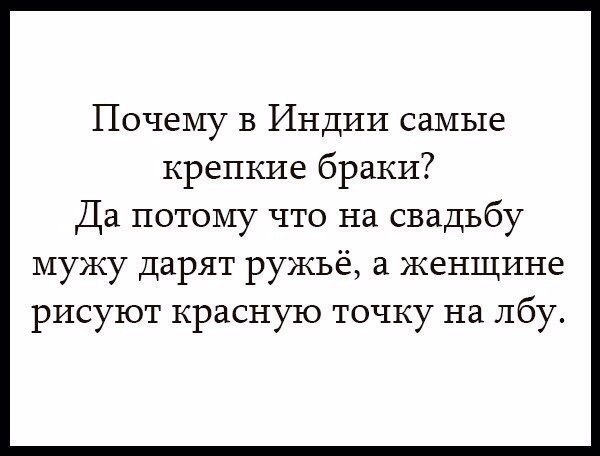 Почему в Индии самые
крепкие браки?
Да потому что на свадьбу
мужу дарят ружьё, а женщине
рисуют красную точку на лбу.